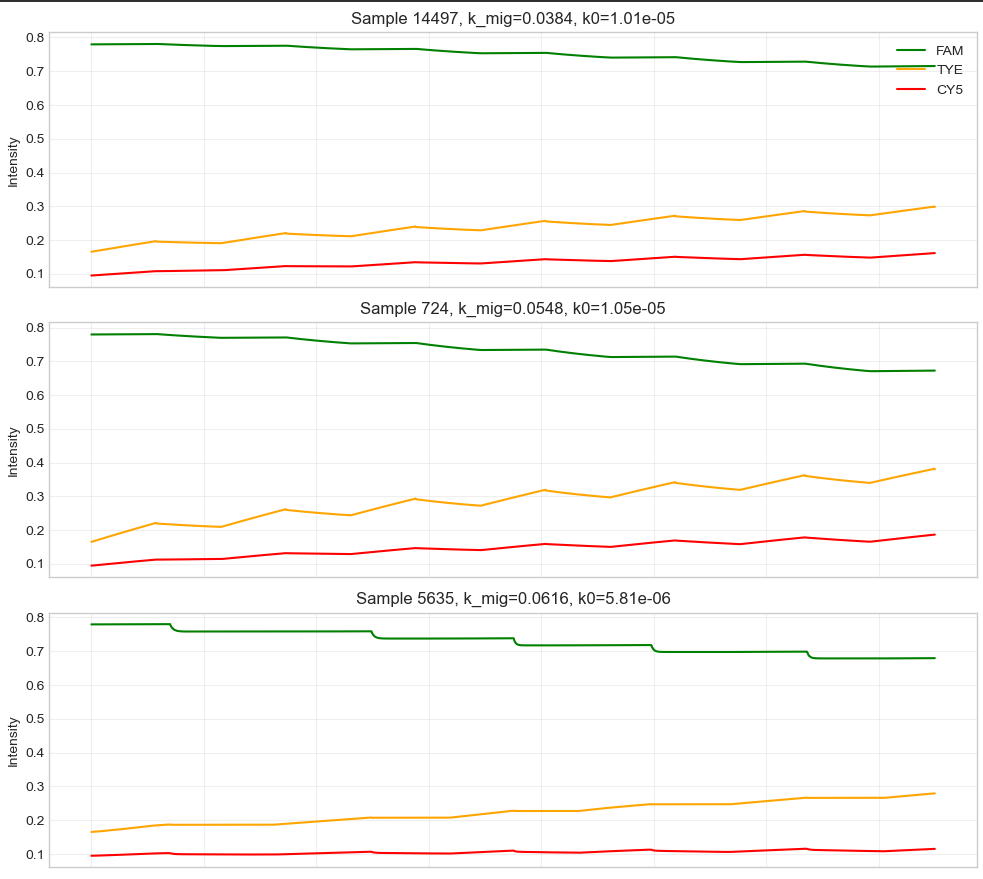 Sample 14497, k_mig=0.0384, k0=1.01e-05
0.8
0.7
0.6
0.5
0.4
0.3
0.2
0.1
Intensity
FAM
TYE
CY5
Sample 724, k_mig=0.0548, k0=1.05e-05
0.8
0.7
0.6
0.5
0.4
0.3
0.2
0.1
Intensity
Sample 5635, k_mig=0.0616, k0=5.81e-06
0.8
0.7
0.6
0.5
0.4
0.3
0.2
0.1
Intensity